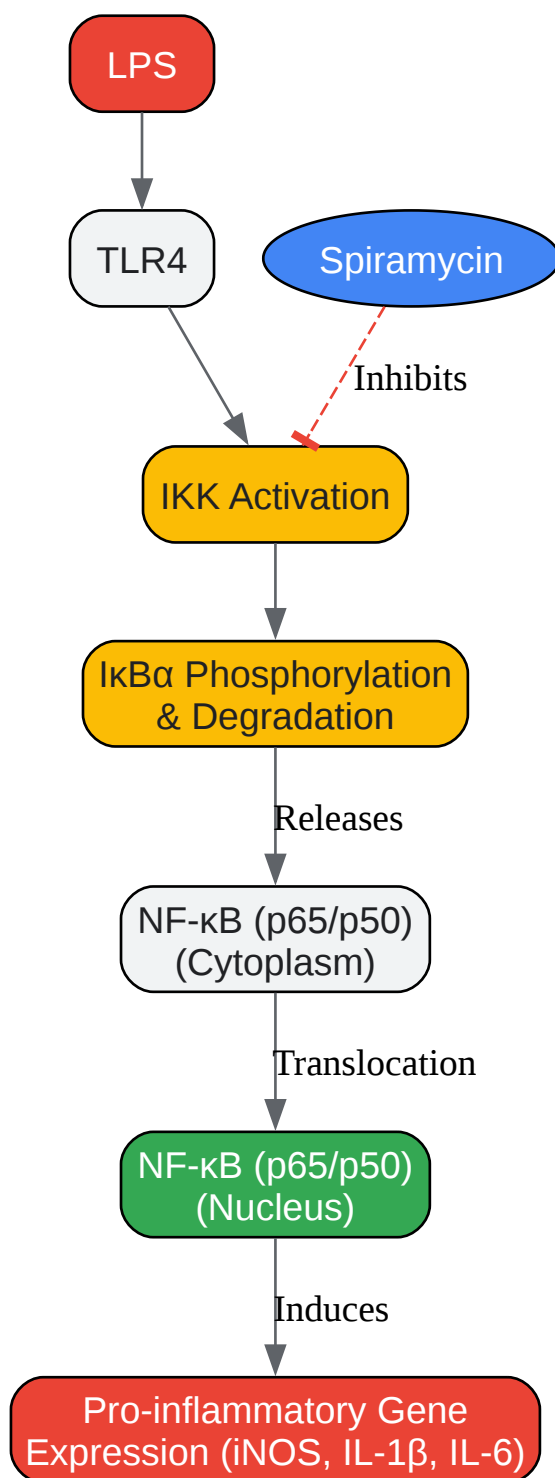 LPS
TLR4
Spiramycin
Inhibits
IKK Activation
IκBα Phosphorylation
& Degradation
Releases
NF-κB (p65/p50)
(Cytoplasm)
Translocation
NF-κB (p65/p50)
(Nucleus)
Induces
Pro-inflammatory Gene
Expression (iNOS, IL-1β, IL-6)